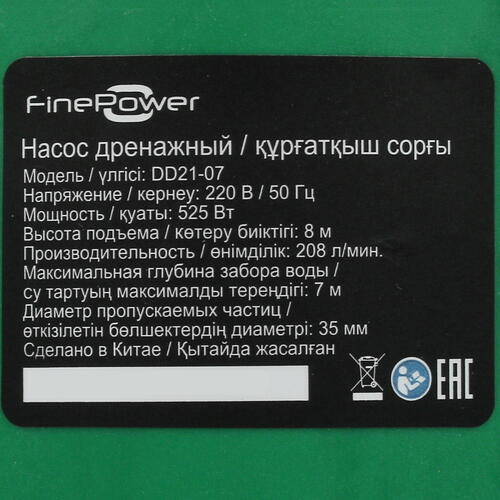 FinePower
Насос дренажный / құрғатқыш сорғы
Модель / үлгісі: DD21-07
Напряжение / кернеу: 220 В / 50 Гц
Мощность / қуаты: 525 Вт
Высота подъема / көтеру биіктігі: 8 м
Производительность / өнімділік: 208 л/мин.
Максимальная глубина забора воды /
су тартуың максималды тереңдігі: 7 м
Диаметр пропускаемых частиц /
өткізілетін бөлшектердің диаметрі: 35 мм
Сделано в Китае / Қытайда жасалған
EAC